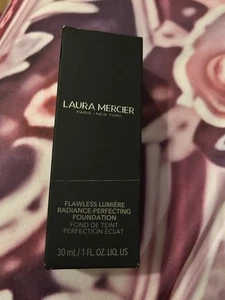 LAURA MERCIER
PARIS • NEW YORK
FLAWLESS LUMIÈRE
RADIANCE-PERFECTING
FOUNDATION
FOND DE TEINT
PERFECTION ÉCLAT
30 mL/1 FL.OZ.LIQ. US